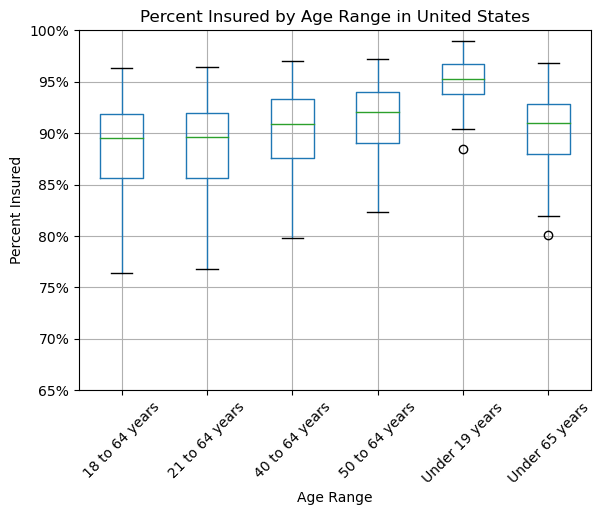 Percent Insured by Age Range in United States
100%
95%
90%
85%
80%
75%
70%
65%
Percent Insured
18 to 64 years
21 to 64 years
40 to 64 years
50 to 64 years
Under 19 years
Under 65 years
Age Range